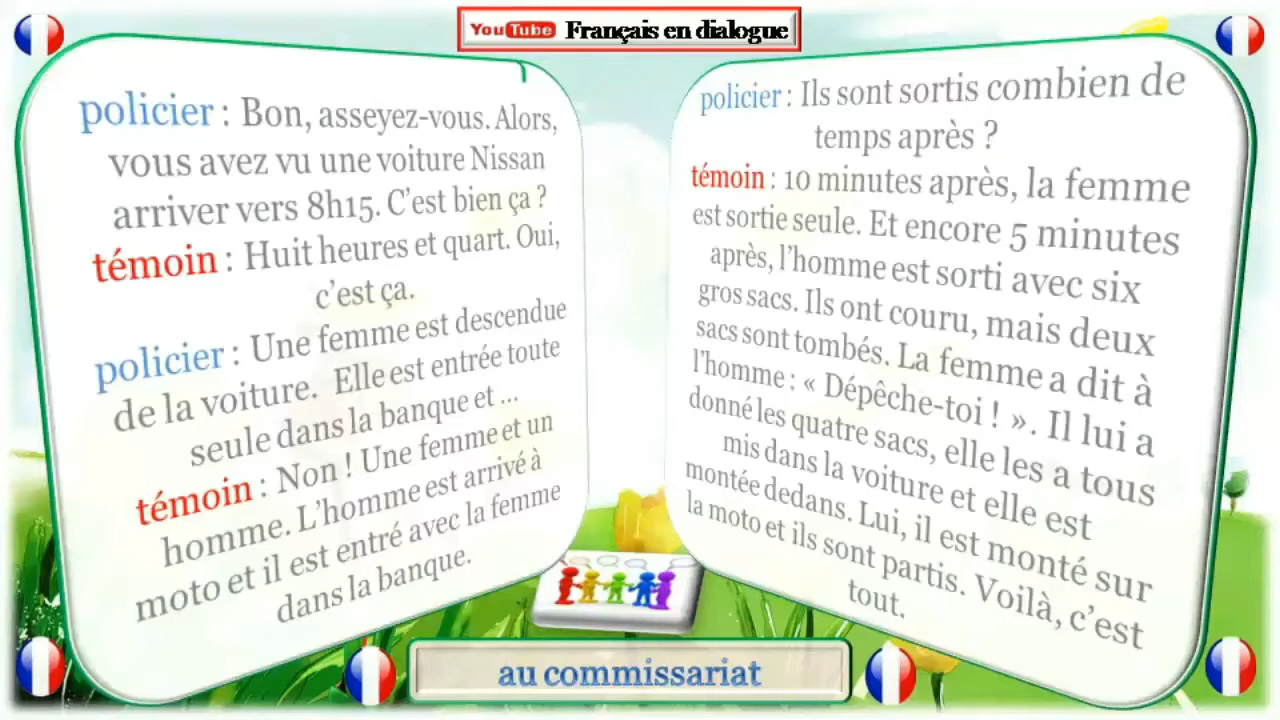 YouTube Français en dialogue
policier : Bon, asseyez-vous. Alors,
vous avez vu une voiture Nissan
arriver vers 8h15. C'est bien ça ?
témoin : Huit heures et quart. Oui,
c'est ça.
policier : Une femme est descendue
de la voiture. Elle est entrée toute
seule dans la banque et ...
témoin : Non ! Une femme et un
homme. L'homme est arrivé à
moto et il est entré avec la femme
dans la banque.
policier : Ils sont sortis combien de
temps après ?
témoin : 10 minutes après, la femme
est sortie seule. Et encore 5 minutes
après, l'homme est sorti avec six
gros sacs. Ils ont couru, mais deux
sacs sont tombés. La femme a dit à
l'homme : « Dépêche-toi ! ». Il lui a
donné les quatre sacs, elle les a tous
mis dans la voiture et elle est
montée dedans. Lui, il est monté sur
la moto et ils sont partis. Voilà, c'est
tout.
au commissariat